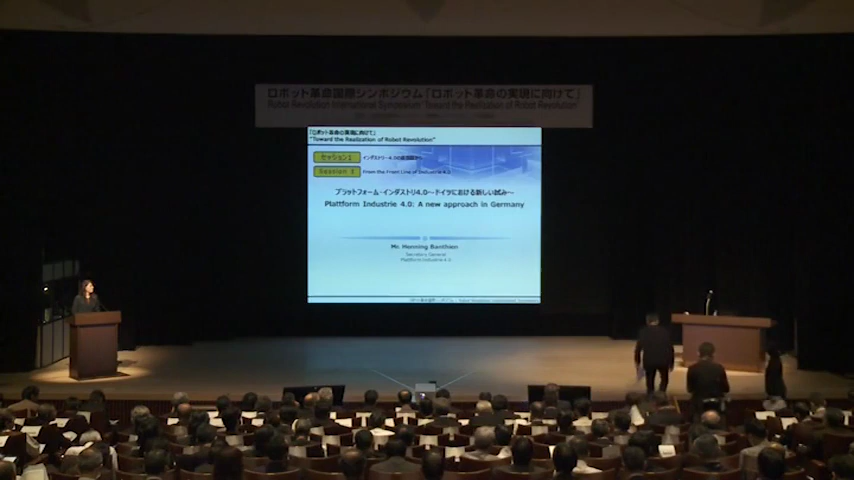 ロボット革命国際シンポジウム「ロボット革命の実現に向けて」
Robot Revolution International Symposium "Toward the Realization of Robot Revolution"
「ロボット革命の実現に向けて」
"Toward the Realization of Robot Revolution"
セッション
Session
From the Front Line of Industrie 4.0
プラットフォーム・インダストリ4.0～ドイツにおける新しい試み～
Plattform Industrie 4.0: A new approach in Germany
Mr. Henning Banthien
Secretary General
Plattform Industrie 4.0